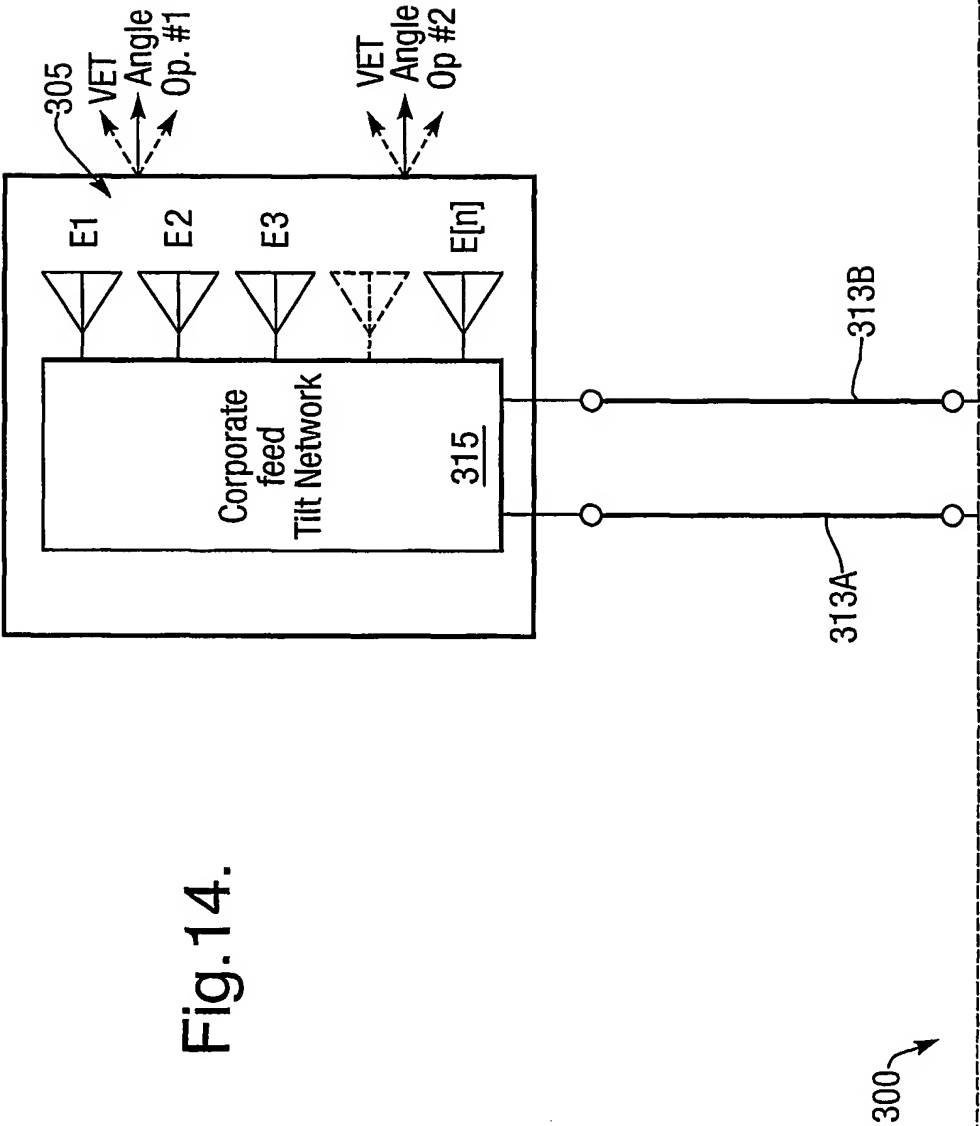 Fig.14.
300
305
VET
Angle
Op. #1
VET
Angle
Op #2
E1
E2
E3
E[n]
Corporate
feed
Tilt Network
315
313A
313B